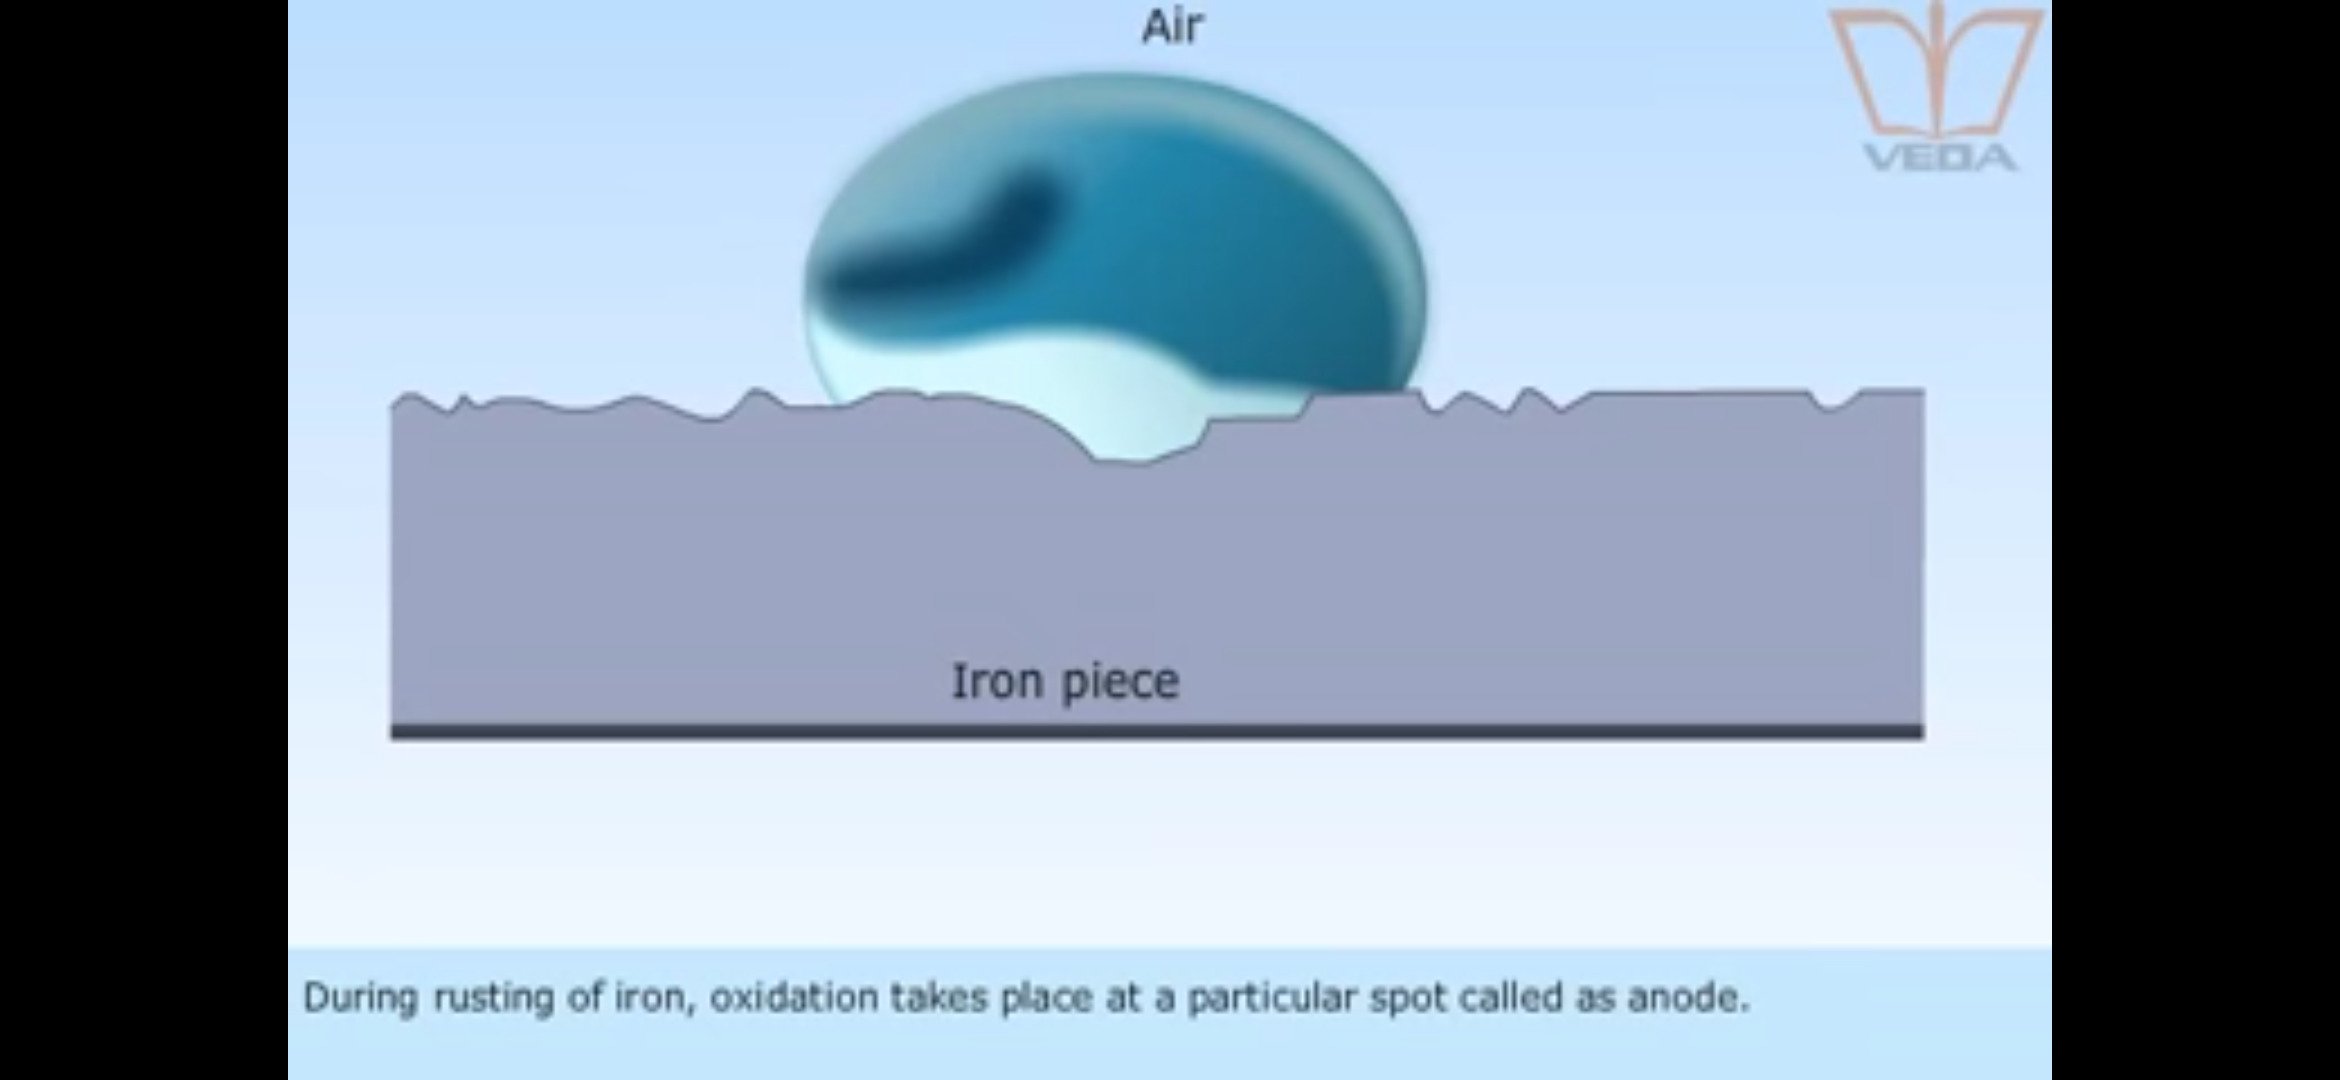 Air
VEDA
Iron piece
During rusting of iron, oxidation takes place at a particular spot called as anode.